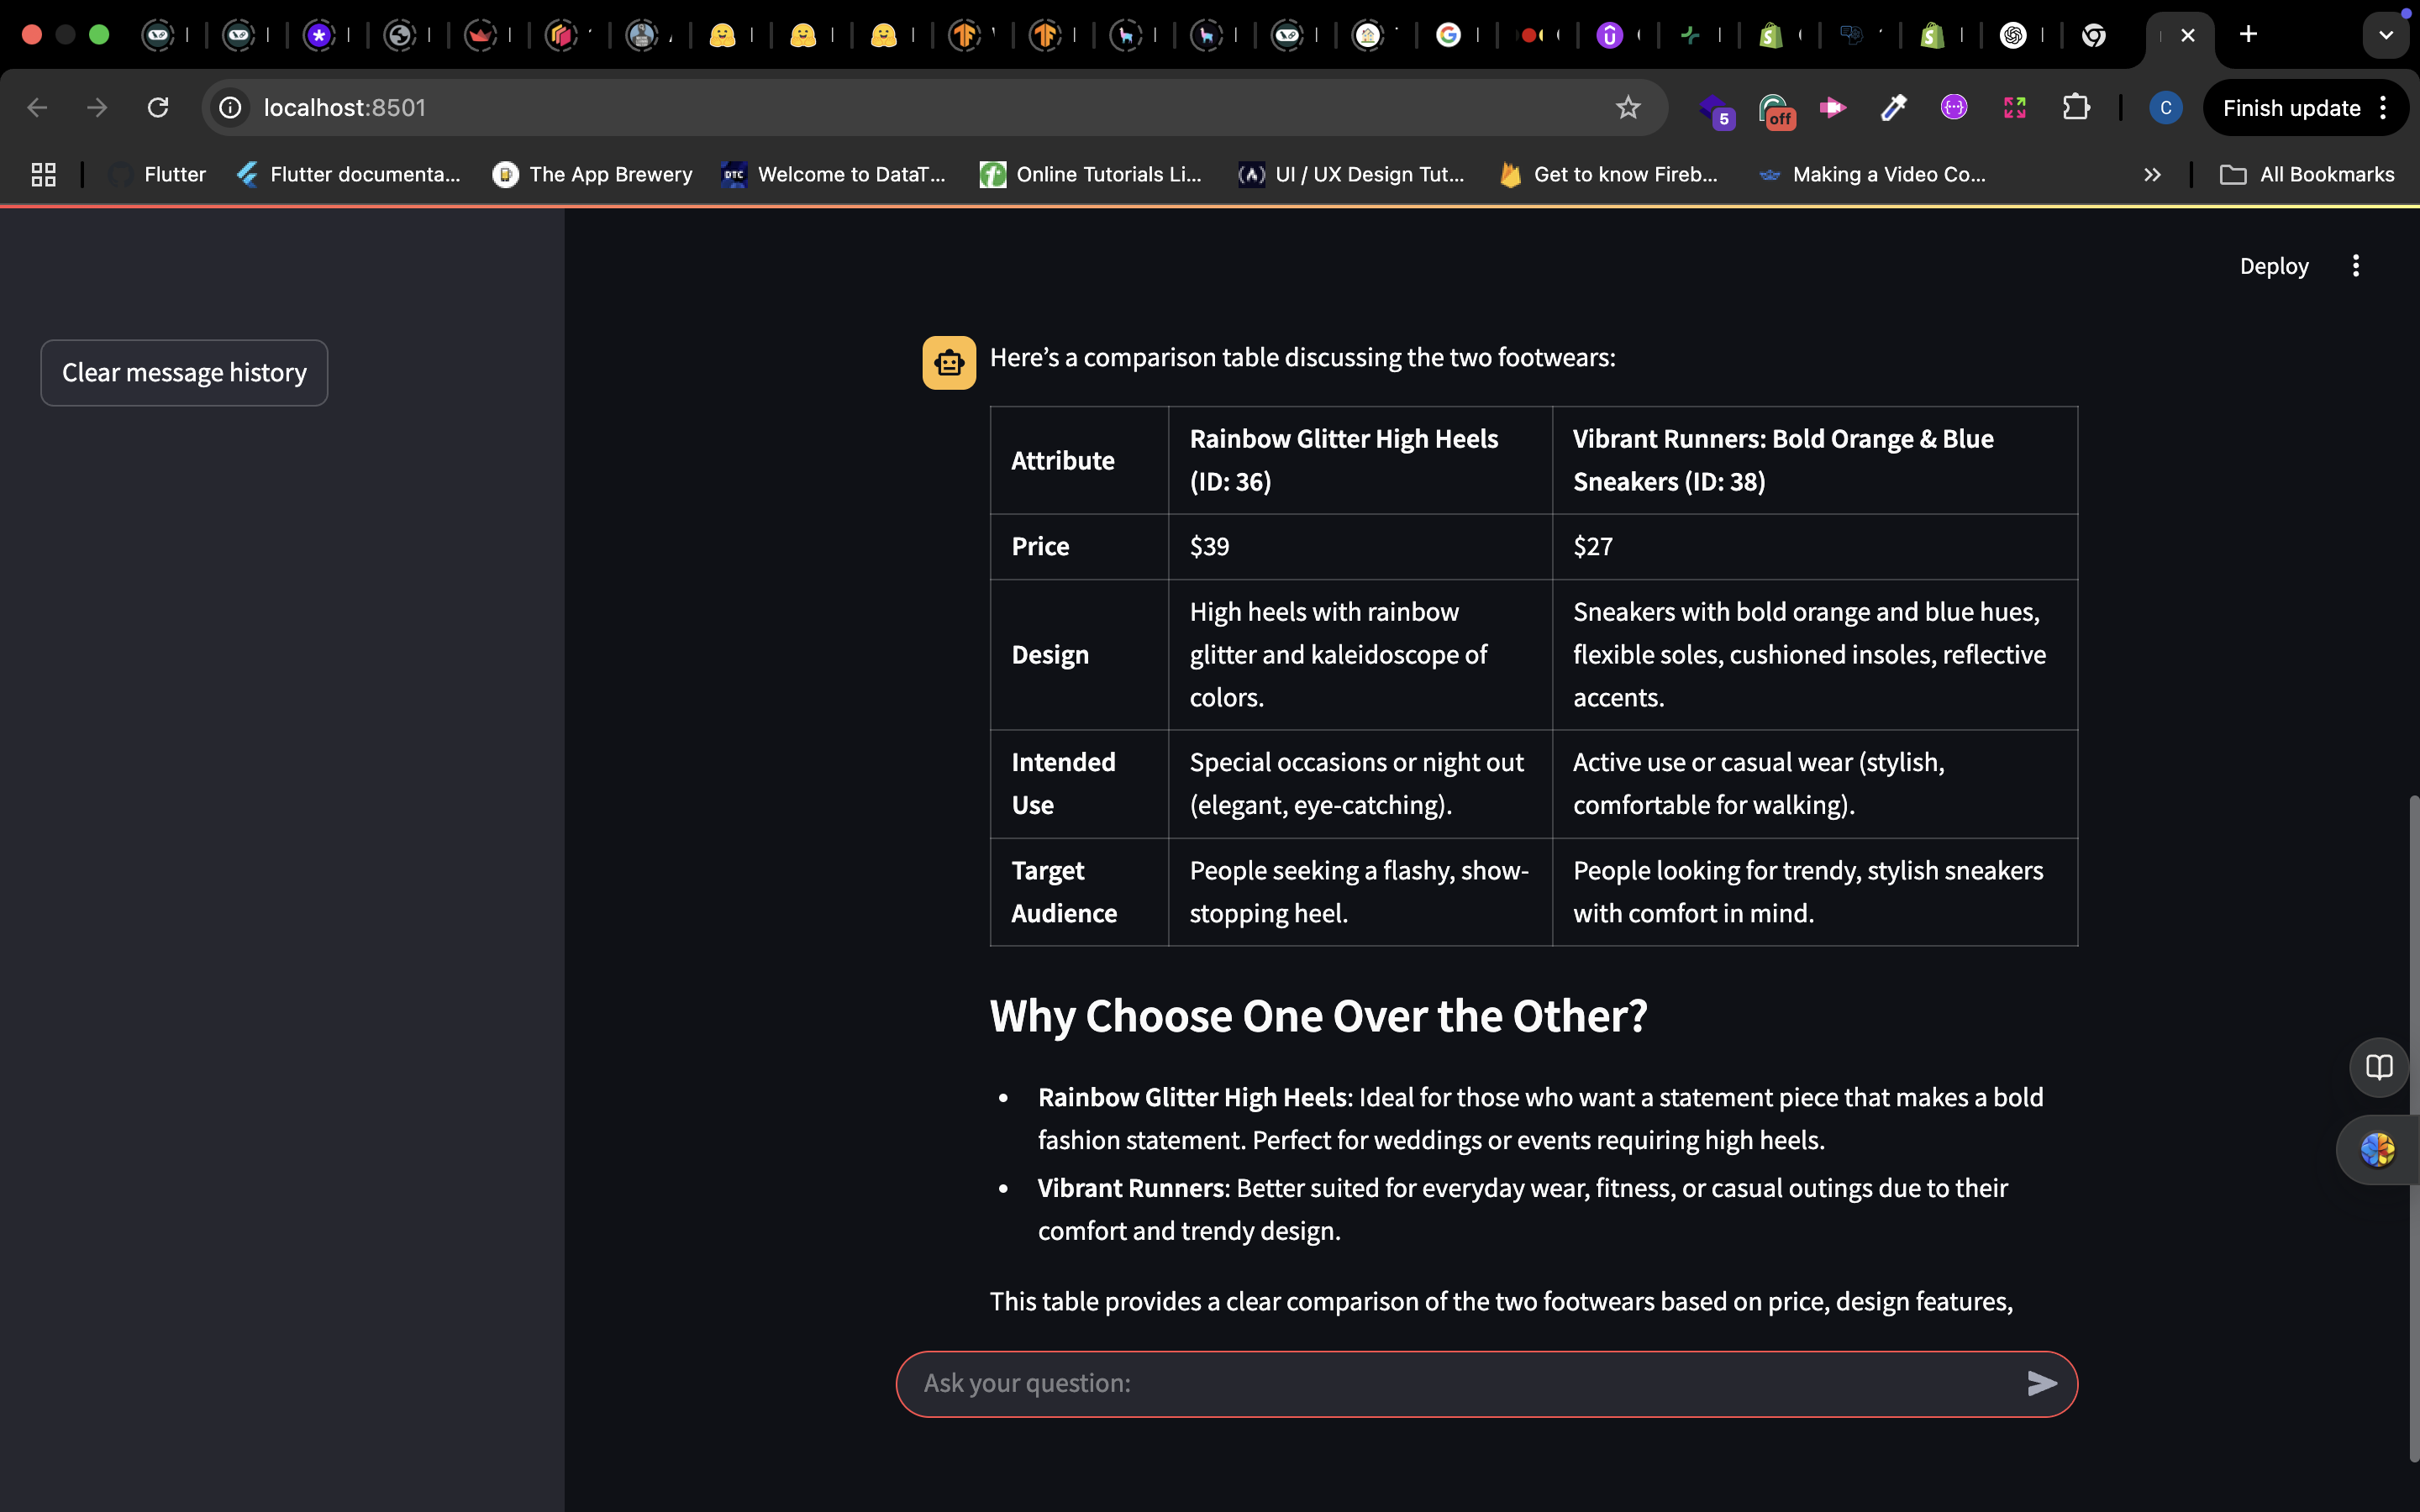 localhost:8501
5
off
C
Finish update
Flutter
Flutter documenta...
The App Brewery
DTC
Welcome to DataT...
Online Tutorials Li...
UI / UX Design Tut...
Get to know Fireb...
Making a Video Co...
All Bookmarks
Deploy
Clear message history
Here’s a comparison table discussing the two footwears:
Attribute
Rainbow Glitter High Heels
(ID: 36)
Vibrant Runners: Bold Orange & Blue
Sneakers (ID: 38)
Price
$39
$27
Design
High heels with rainbow
glitter and kaleidoscope of
colors.
Sneakers with bold orange and blue hues,
flexible soles, cushioned insoles, reflective
accents.
Intended
Use
Special occasions or night out
(elegant, eye-catching).
Active use or casual wear (stylish,
comfortable for walking).
Target
Audience
People seeking a flashy, show-
stopping heel.
People looking for trendy, stylish sneakers
with comfort in mind.
Why Choose One Over the Other?
• Rainbow Glitter High Heels: Ideal for those who want a statement piece that makes a bold
fashion statement. Perfect for weddings or events requiring high heels.
• Vibrant Runners: Better suited for everyday wear, fitness, or casual outings due to their
comfort and trendy design.
This table provides a clear comparison of the two footwears based on price, design features,
Ask your question: